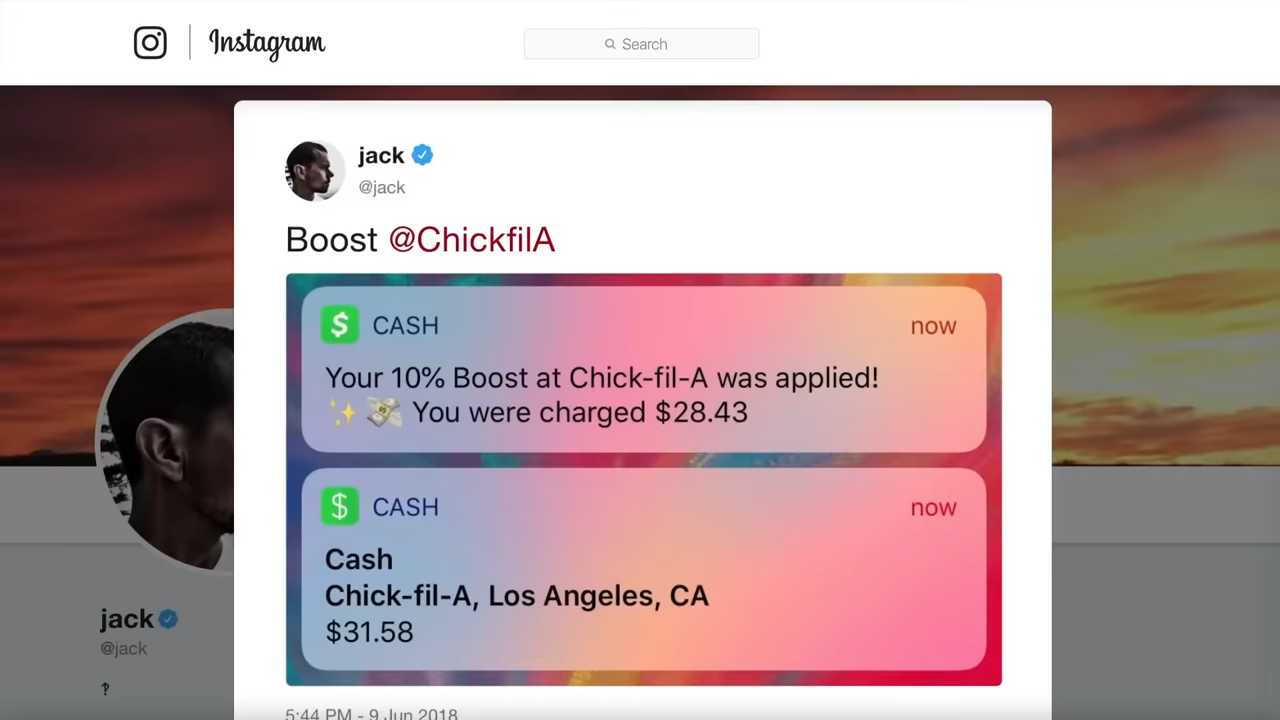 Instagram
Search
jack
@jack
Boost @ChickfilA
$ CASH
now
Your 10% Boost at Chick-fil-A was applied!
✨ 💸 You were charged $28.43
$ CASH
now
Cash
Chick-fil-A, Los Angeles, CA
$31.58
5:44 PM - 9 Jun 2018
jack
@jack
‽